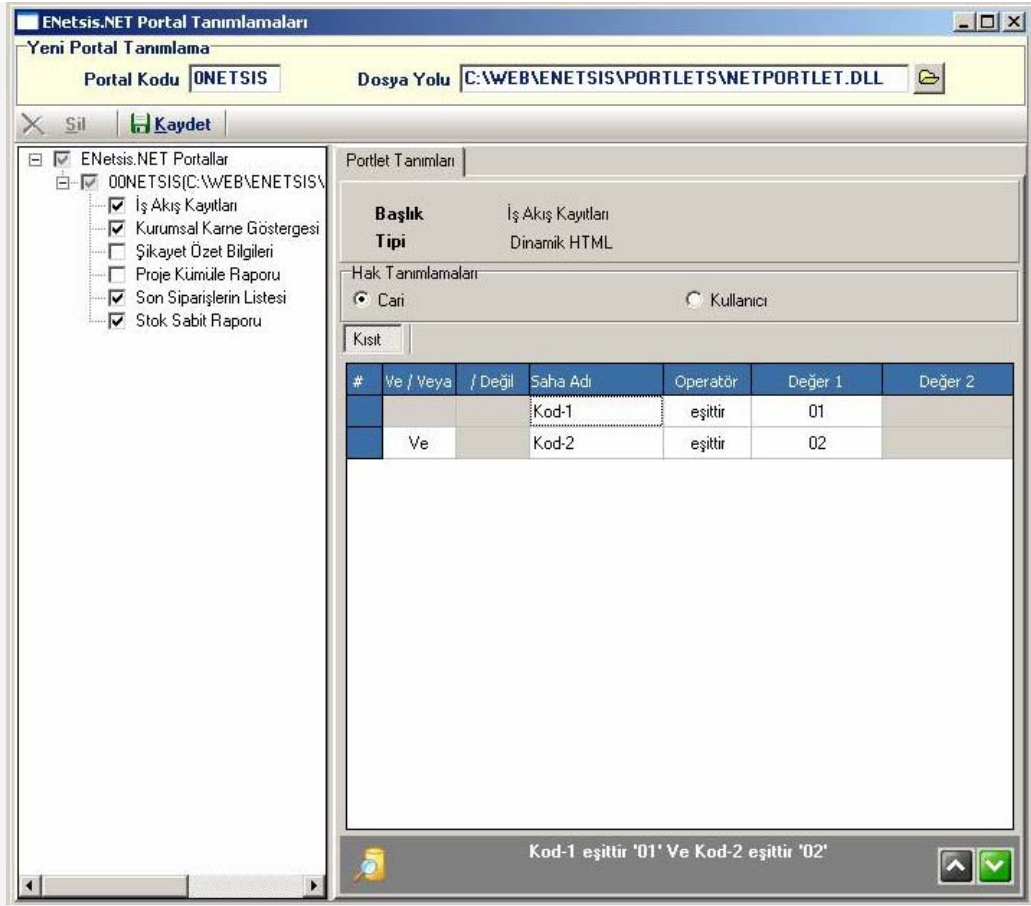 ENetsis.NET Portal Tanımlamaları
Yeni Portal Tanımlama
Portal Kodu 0NETSIS Dosya Yolu C:\WEB\ENETSIS\PORTLETS\NETPORTLET.DLL
Sil Kaydet
ENetsis.NET Portallar
00NETSIS(C:\WEB\ENETSIS\
İş Akış Kayıtları
Kurumsal Karne Göstergesi
Şikayet Özet Bilgileri
Proje Kümüle Raporu
Son Siparişlerin Listesi
Stok Sabit Raporu
Portlet Tanımları
Başlık İş Akış Kayıtları
Tipi Dinamik HTML
Hak Tanımlamaları
Cari Kullanıcı
Kısıt
# Ve / Veya / Değil Saha Adı Operatör Değer 1 Değer 2
Kod-1 eşittir 01
Ve Kod-2 eşittir 02
Kod-1 eşittir '01' Ve Kod-2 eşittir '02'